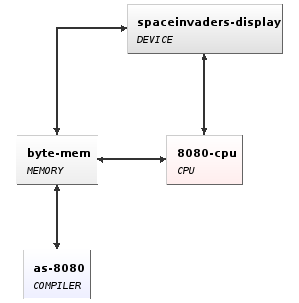 spaceinvaders-display
DEVICE
byte-mem
MEMORY
8080-cpu
CPU
as-8080
COMPILER